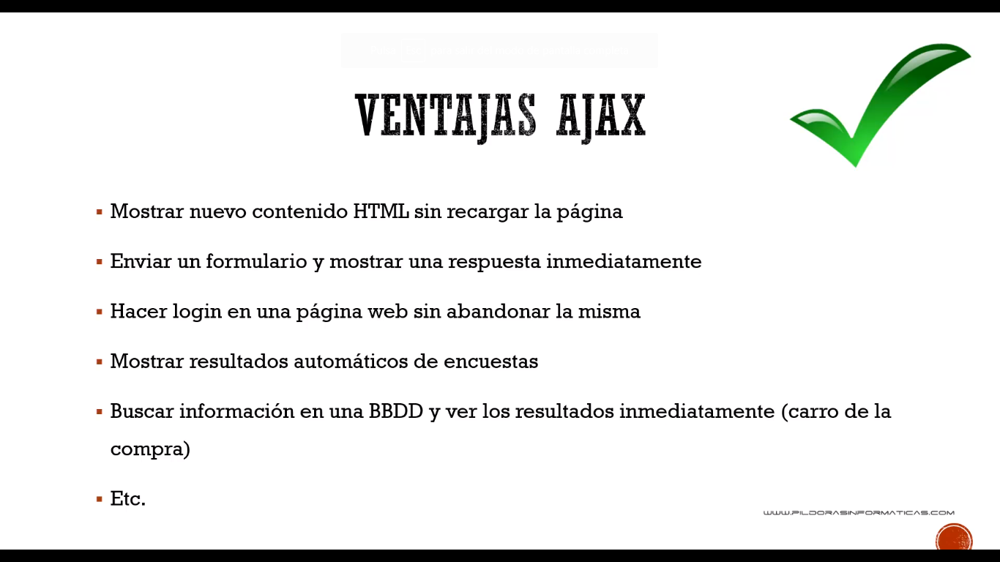 VENTAJAS AJAX
Mostrar nuevo contenido HTML sin recargar la página
Enviar un formulario y mostrar una respuesta inmediatamente
Hacer login en una página web sin abandonar la misma
Mostrar resultados automáticos de encuestas
Buscar información en una BBDD y ver los resultados inmediatamente (carro de la
compra)
Etc.
WWW.PILDORASINFORMATICAS.COM